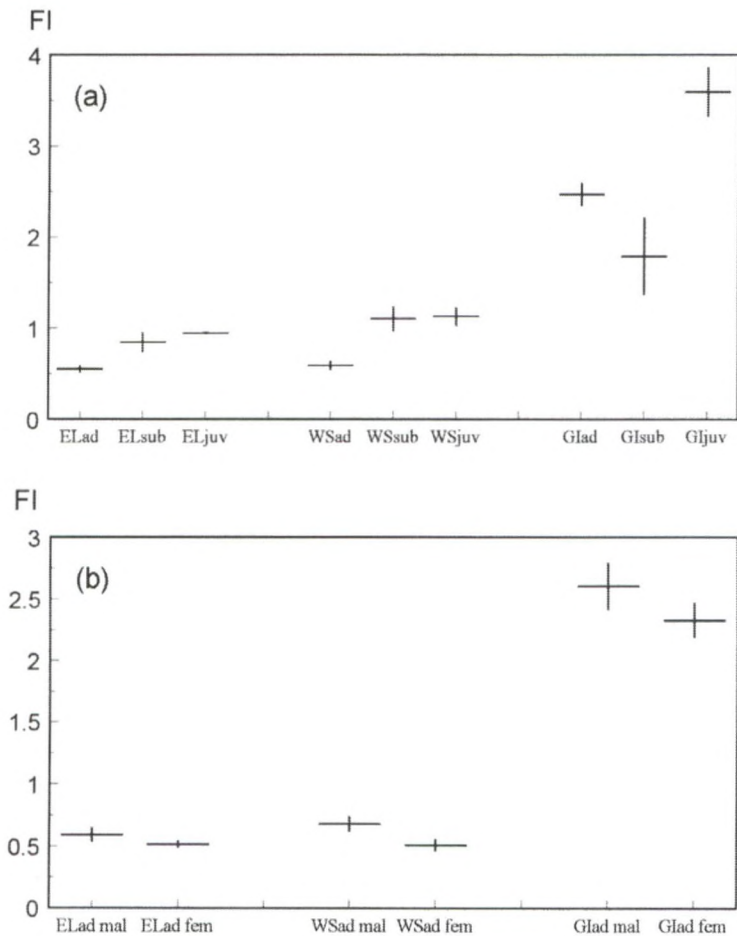 FI
(a)
4
3
2
1
0
ELad ELsub ELjuv WSad WSsub WSjuv GIad GIsub GIjuv
FI
(b)
3
2.5
2
1.5
1
0.5
0
ELad mal ELad fem WSad mal WSad fem GIad mal GIad fem